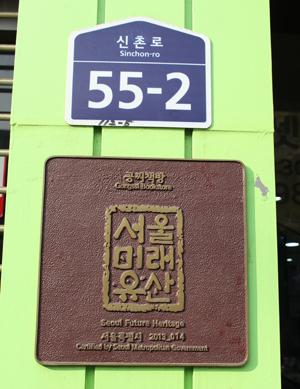 신촌로
Sinchon-ro
55-2
공씨책방
Gongssi Bookstore
서울
미래
유산
Seoul Future Heritage
서울특별시 2013_014
Certified by Seoul Metropolitan Government